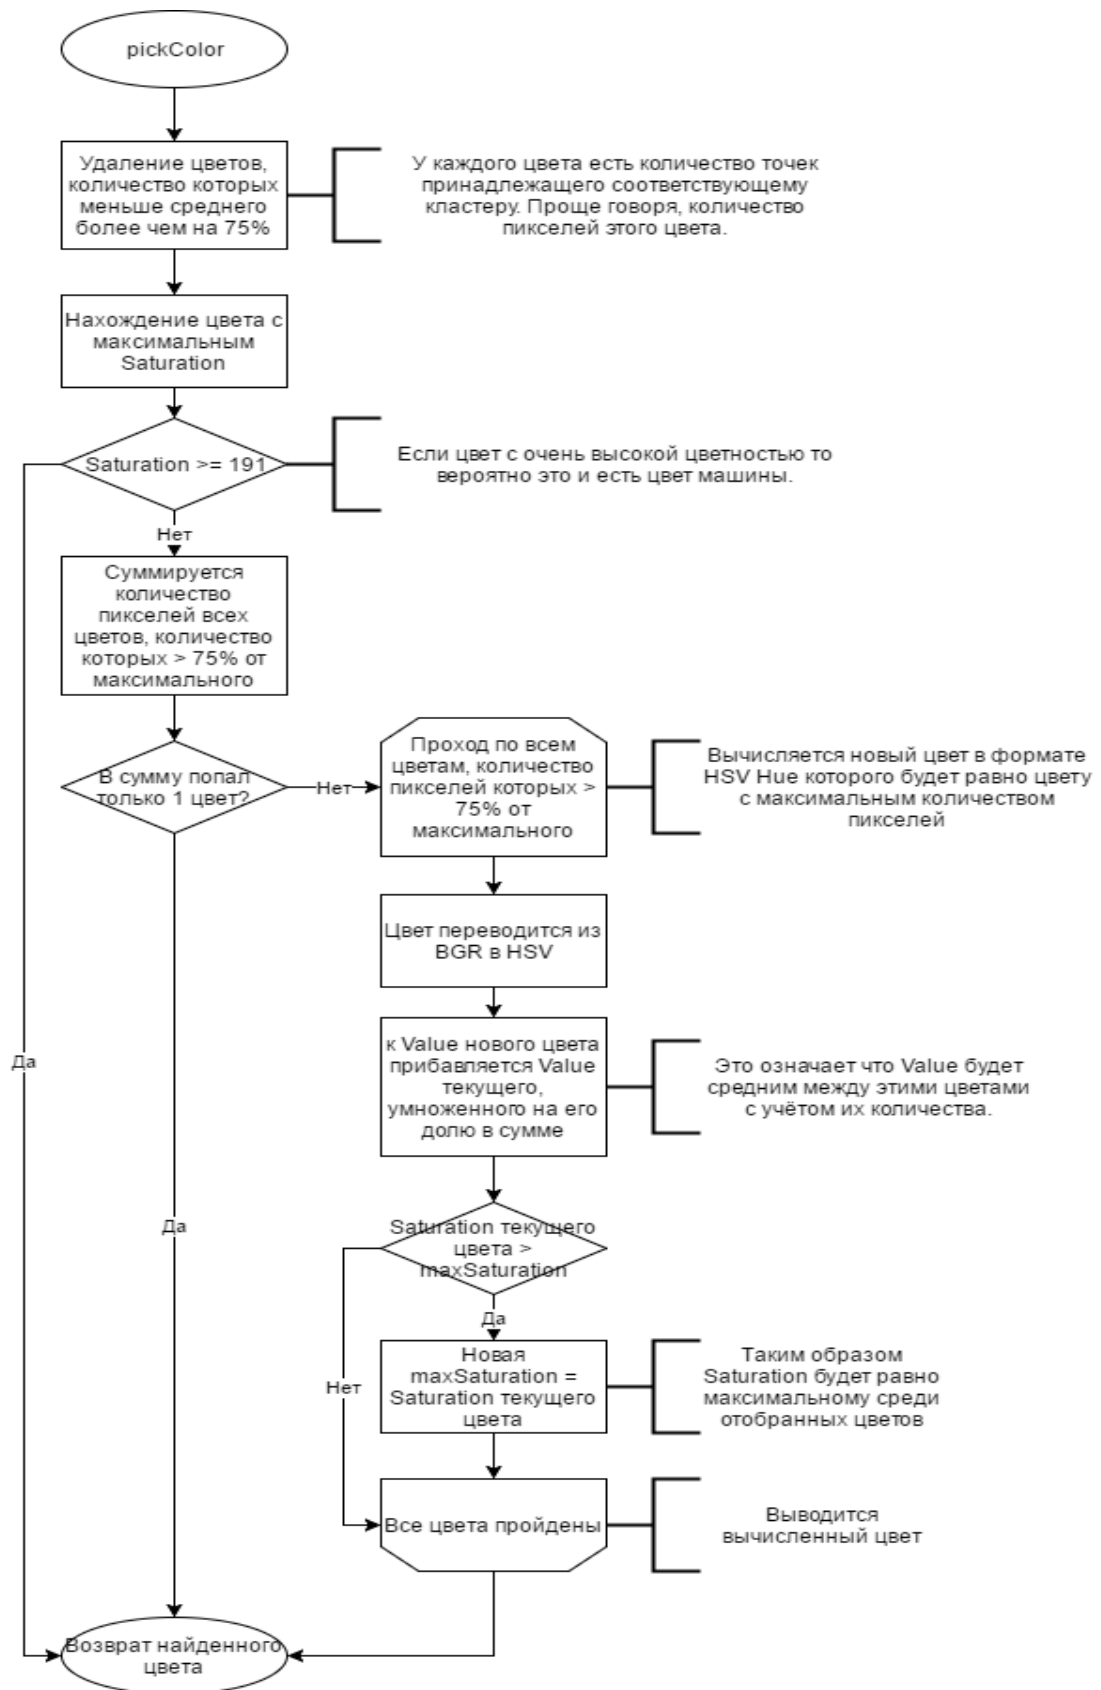 pickColor
Удаление цветов,
количество которых
меньше среднего
более чем на 75%
У каждого цвета есть количество точек
принадлежащего соответствующему
кластеру. Проще говоря, количество
пикселей этого цвета.
Нахождение цвета с
максимальным
Saturation
Saturation >= 191
Если цвет с очень высокой цветностью то
вероятно это и есть цвет машины.
Нет
Суммируется
количество
пикселей всех
цветов, количество
которых > 75% от
максимального
В сумму попал
только 1 цвет?
Нет
Проход по всем
цветам, количество
пикселей которых >
75% от
максимального
Вычисляется новый цвет в формате
HSV Hue которого будет равно цвету
с максимальным количеством
пикселей
Цвет переводится из
BGR в HSV
к Value нового цвета
прибавляется Value
текущего,
умноженного на его
долю в сумме
Это означает что Value будет
средним между этими цветами
с учётом их количества.
Да
Да
Saturation текущего
цвета >
maxSaturation
Да
Нет
Новая
maxSaturation =
Saturation текущего
цвета
Таким образом
Saturation будет равно
максимальному среди
отобранных цветов
Все цвета пройдены
Выводится
вычисленный цвет
Возврат найденного
цвета